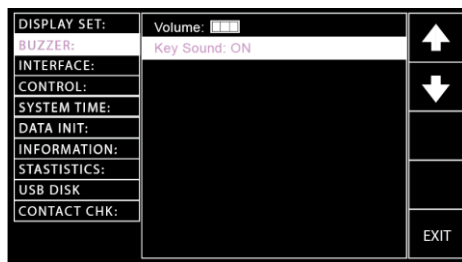 DISPLAY SET:
BUZZER:
INTERFACE:
CONTROL:
SYSTEM TIME:
DATA INIT:
INFORMATION:
STASTISTICS:
USB DISK
CONTACT CHK:
Volume:
Key Sound: ON
EXIT